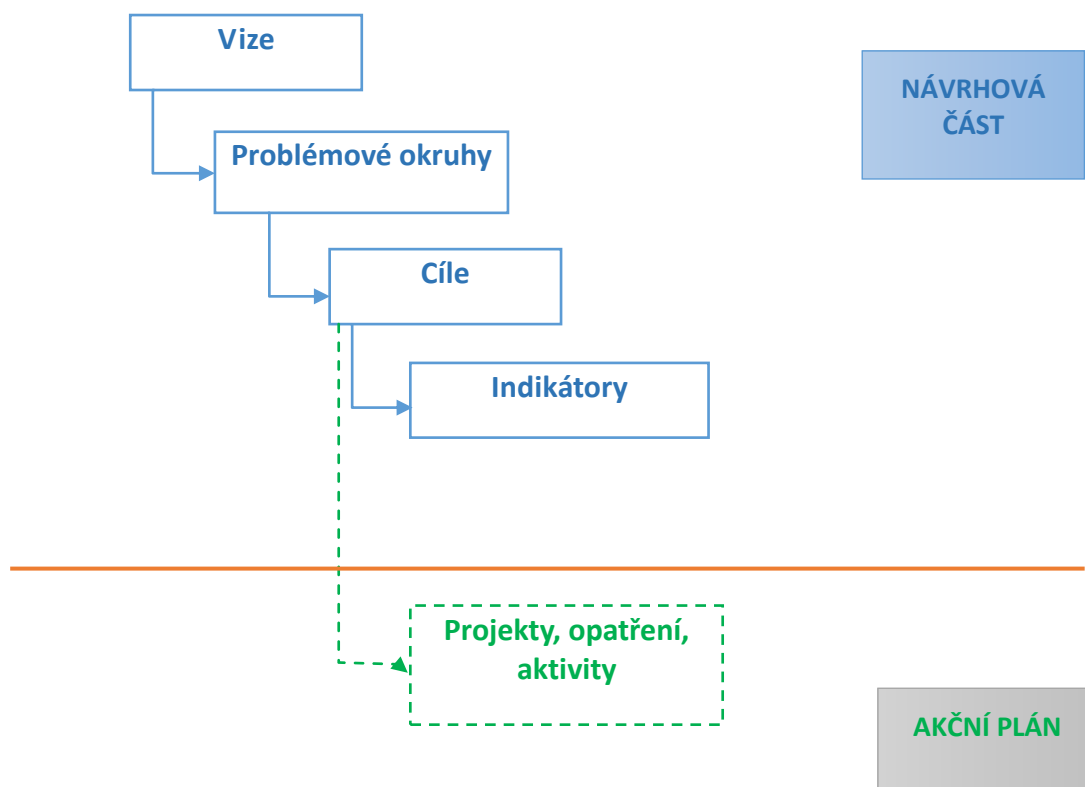 Vize
NÁVRHOVÁ
ČÁST
Problémové okruhy
Cíle
Indikátory
Projekty, opatření,
aktivity
AKČNÍ PLÁN